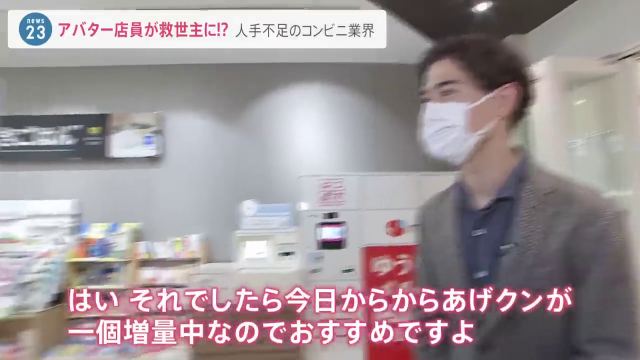 news
23
アバター店員が救世主に!? 人手不足のコンビニ業界
ゆう
はい それでしたら今日からからあげクンが
一個増量中なのでおすすめですよ